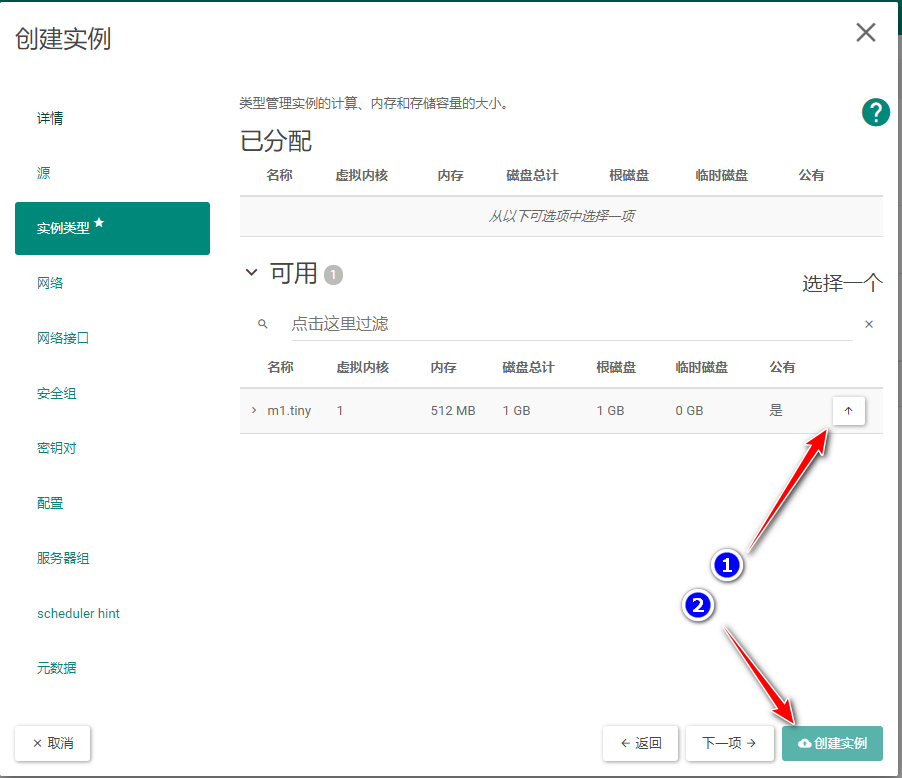 创建实例
详情
源
实例类型
网络
网络接口
安全组
密钥对
配置
服务器组
scheduler hint
元数据
类型管理实例的计算、内存和存储容量的大小。
?
已分配
名称 虚拟内核 内存 磁盘总计 根磁盘 临时磁盘 公有
从以下可选项中选择一项
可用 1
选择一个
点击这里过滤
名称 虚拟内核 内存 磁盘总计 根磁盘 临时磁盘 公有
m1.tiny 1 512 MB 1 GB 1 GB 0 GB 是
1
2
× 取消
← 返回
下一项 →
创建实例